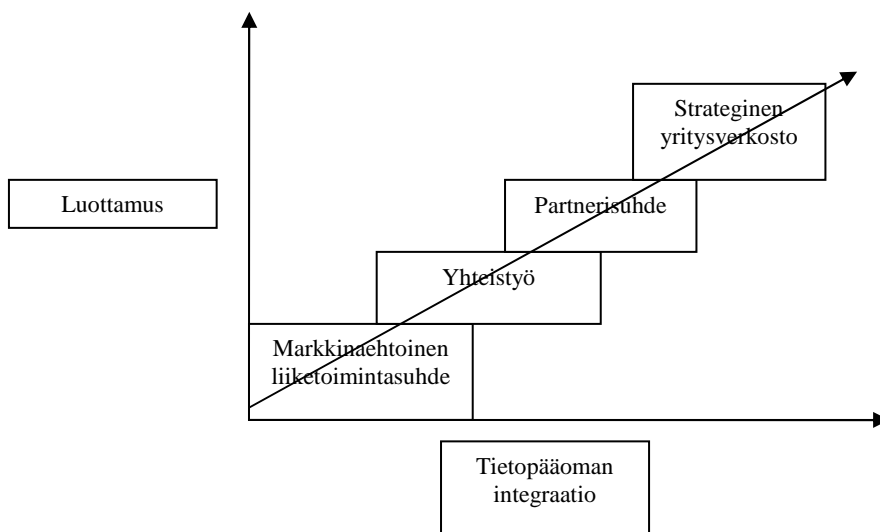 Strateginen
yritysverkosto
Luottamus
Partnerisuhde
Yhteistyö
Markkinaehtoinen
liiketoimintasuhde
Tietopääoman
integraatio